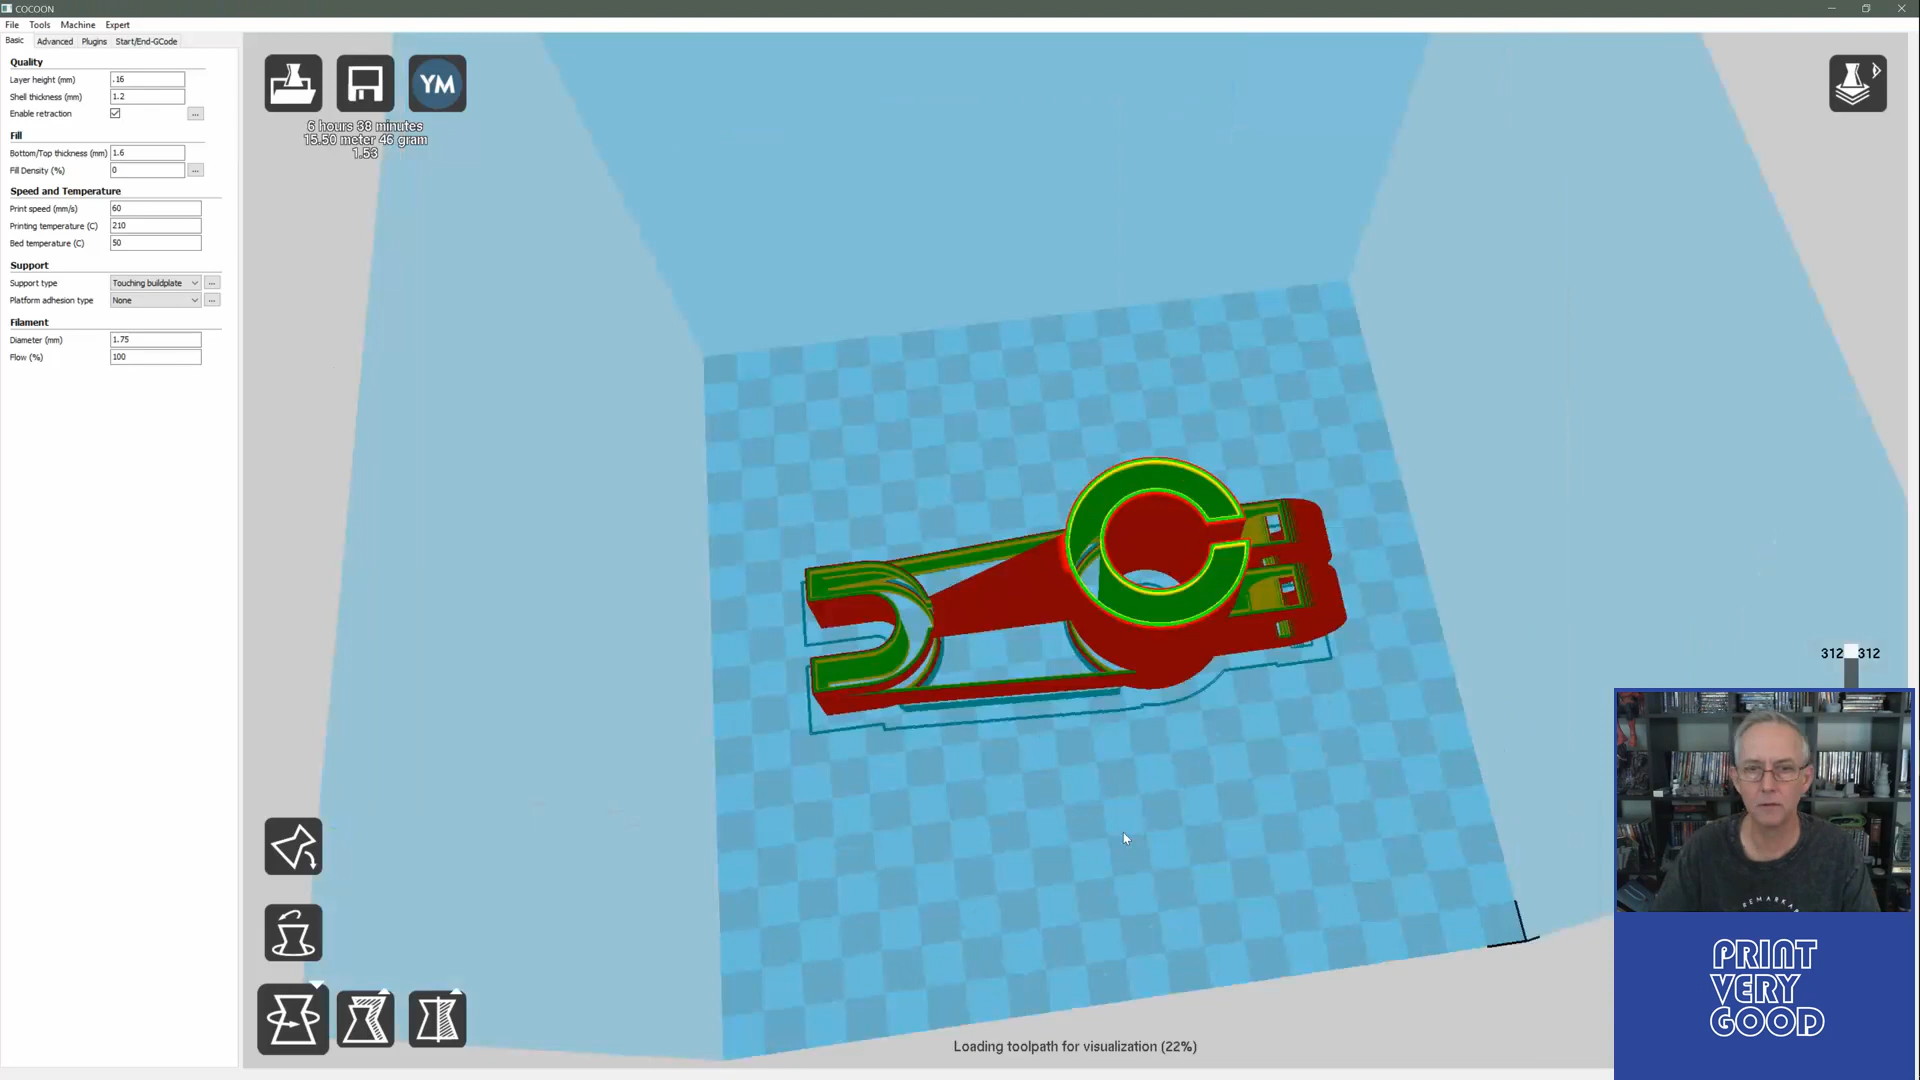 COCOON
File Tools Machine Expert
Basic Advanced Plugins Start/End-GCode
Quality
Layer height (mm) .16
Shell thickness (mm) 1.2
Enable retraction ...
Fill
Bottom/Top thickness (mm) 1.6
Fill Density (%) 0 ...
Speed and Temperature
Print speed (mm/s) 60
Printing temperature (C) 210
Bed temperature (C) 50
Support
Support type Touching buildplate ...
Platform adhesion type None ...
Filament
Diameter (mm) 1.75
Flow (%) 100
YM
6 hours 38 minutes
15.50 meter 46 gram
1.53
312 312
REMARKA
PRINT
VERY
GOOD
Loading toolpath for visualization (22%)